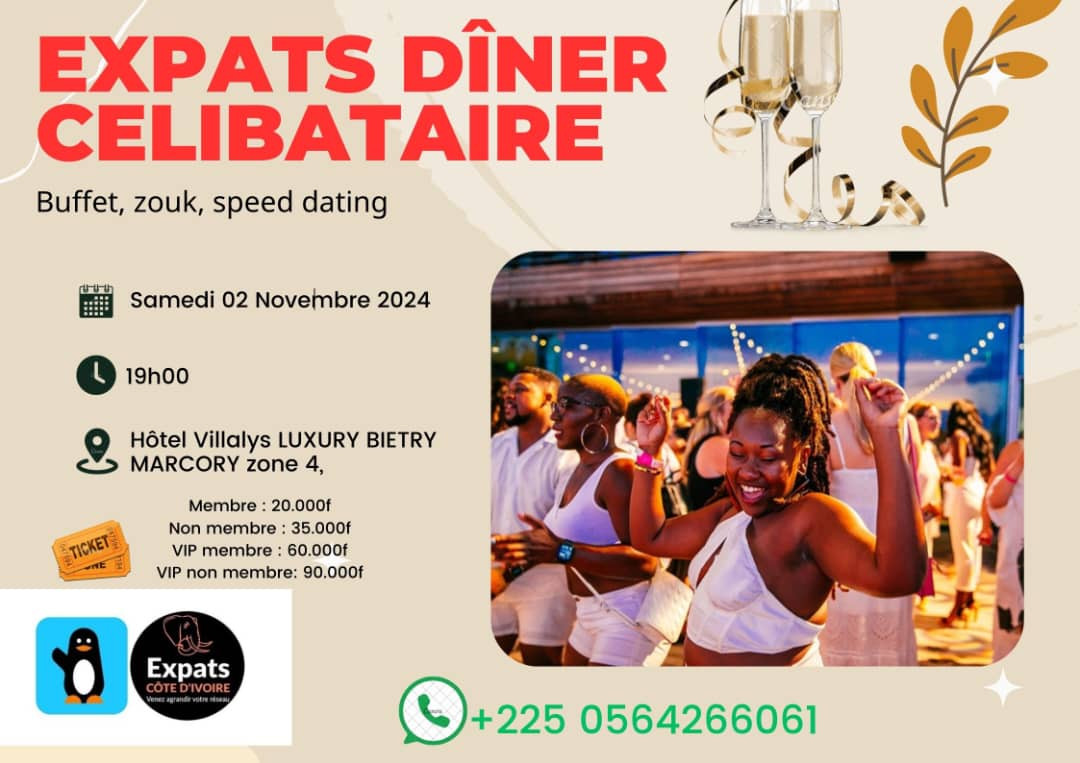 EXPATS DÎNER
CELIBATAIRE
Buffet, zouk, speed dating
Samedi 02 Novembre 2024
19h00
Hôtel Villalys LUXURY BIETRY
MARCORY zone 4,
Membre : 20.000f
Non membre : 35.000f
VIP membre : 60.000f
VIP non membre: 90.000f
TICKET
Expats
CÔTE D'IVOIRE
Venez agrandir votre réseau
+225 0564266061